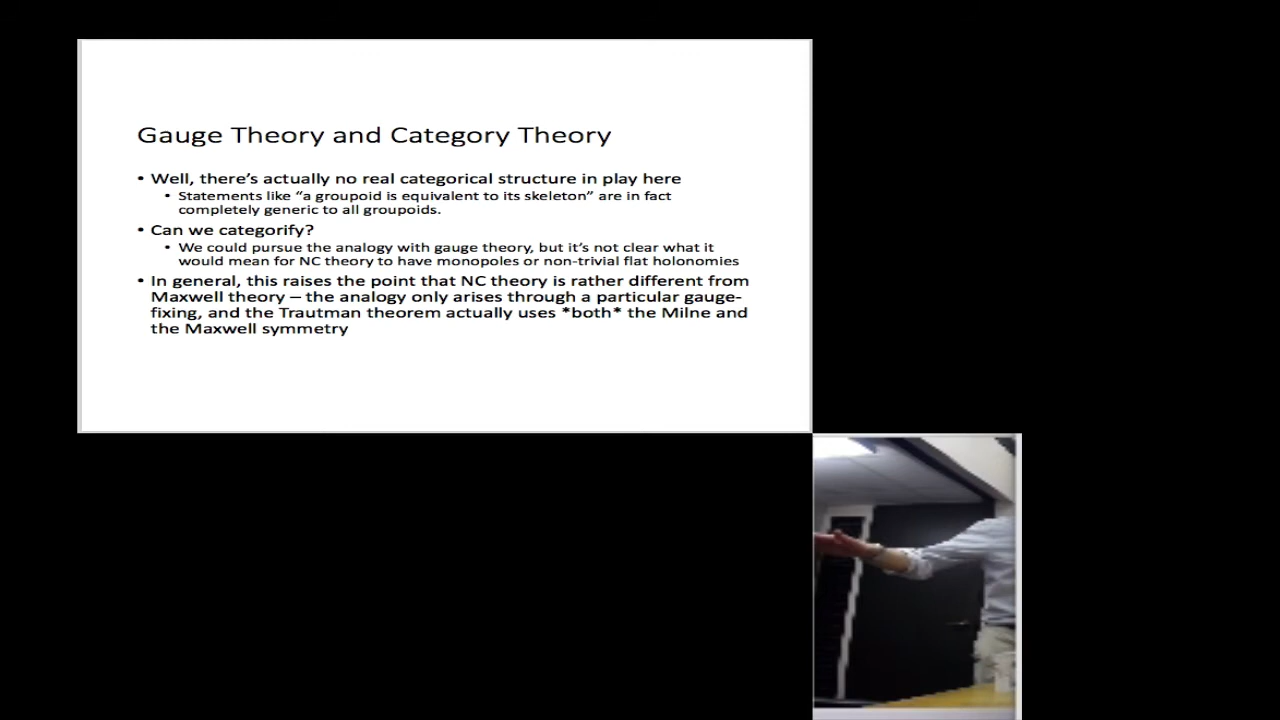 Gauge Theory and Category Theory
• Well, there's actually no real categorical structure in play here
• Statements like “a groupoid is equivalent to its skeleton” are in fact
completely generic to all groupoids.
• Can we categorify?
• We could pursue the analogy with gauge theory, but it's not clear what it
would mean for NC theory to have monopoles or non-trivial flat holonomies
• In general, this raises the point that NC theory is rather different from
Maxwell theory – the analogy only arises through a particular gauge-
fixing, and the Trautman theorem actually uses *both* the Milne and
the Maxwell symmetry